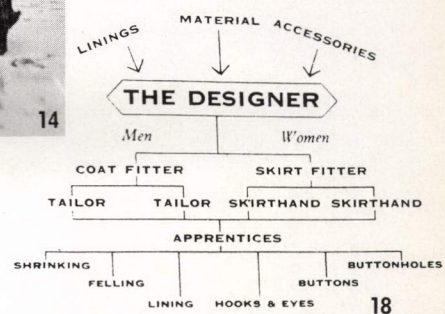 LININGS MATERIAL ACCESSORIES
THE DESIGNER
14
Men Women
COAT FITTER SKIRT FITTER
TAILOR TAILOR SKIRTHAND SKIRTHAND
APPRENTICES
SHRINKING BUTTONHOLES
FELLING BUTTONS
LINING HOOKS & EYES
18